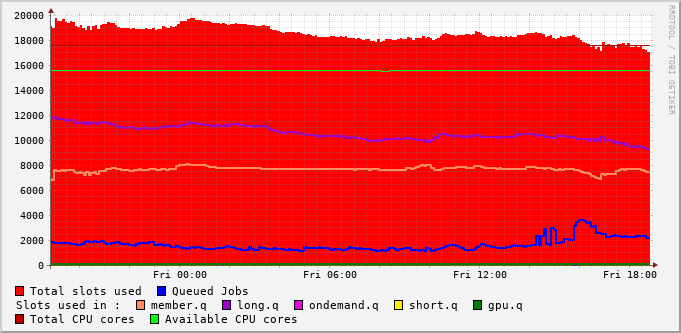 20000
18000
16000
14000
12000
10000
8000
6000
4000
2000
0
Fri 00:00 Fri 06:00 Fri 12:00 Fri 18:00
RRDTOOL / TOBI OETIKER
Total slots used Queued Jobs
Slots used in : member.q long.q ondemand.q short.q gpu.q
Total CPU cores Available CPU cores